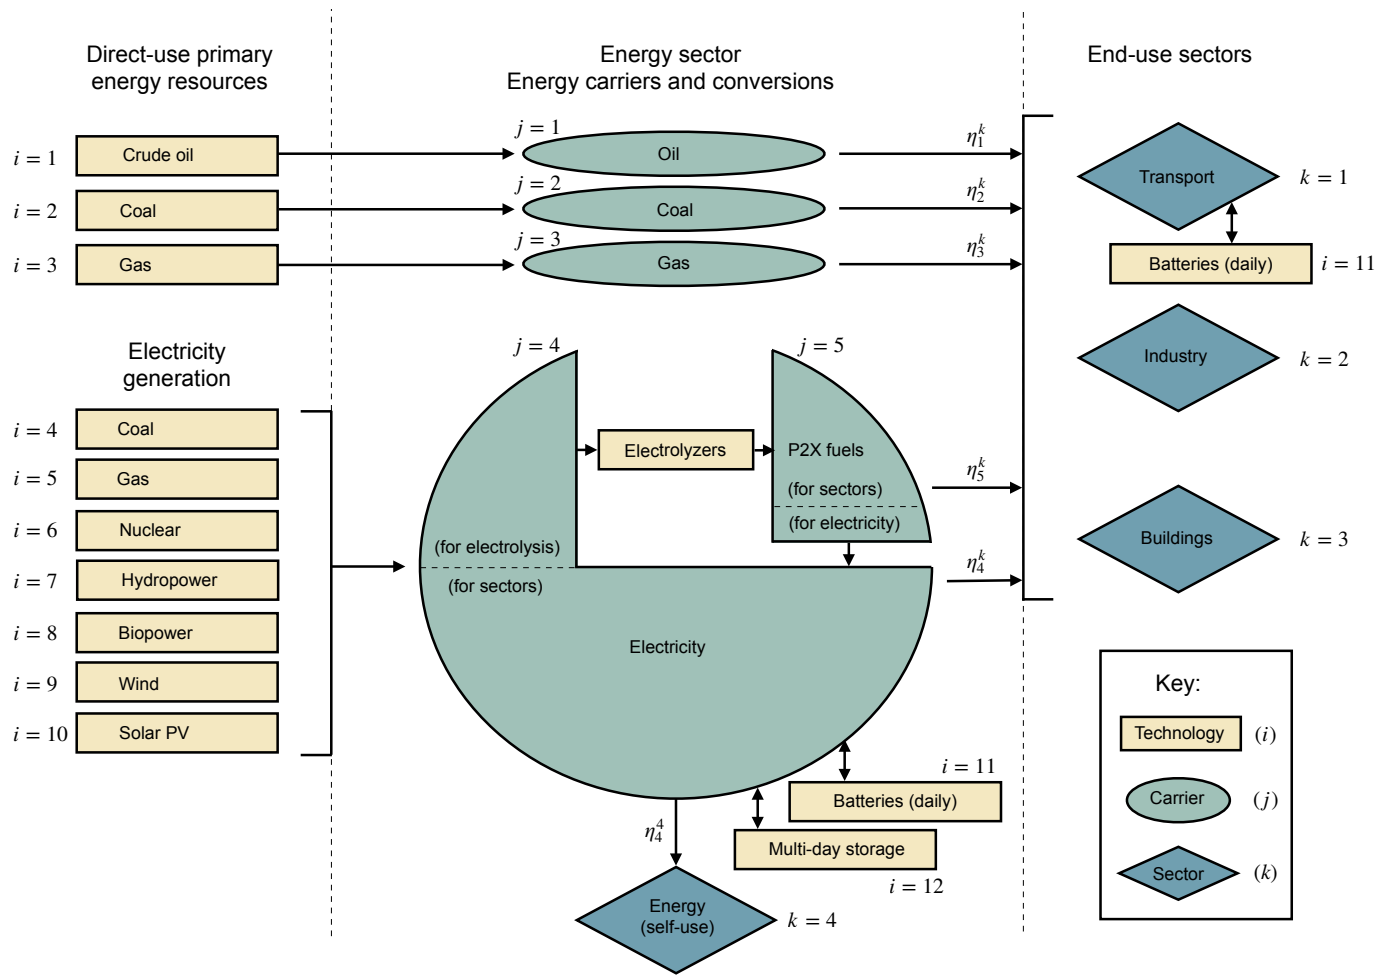 Direct-use primary
energy resources
Energy sector
Energy carriers and conversions
End-use sectors
i = 1
Crude oil
j = 1
Oil
η₁ᵏ
i = 2
Coal
j = 2
Coal
η₂ᵏ
i = 3
Gas
j = 3
Gas
η₃ᵏ
Transport
k = 1
Batteries (daily)
i = 11
Industry
k = 2
Buildings
k = 3
Electricity
generation
i = 4
Coal
i = 5
Gas
i = 6
Nuclear
i = 7
Hydropower
i = 8
Biopower
i = 9
Wind
i = 10
Solar PV
j = 4
j = 5
Electrolyzers
P2X fuels
(for sectors)
(for electricity)
η₅ᵏ
(for electrolysis)
(for sectors)
η₄ᵏ
Electricity
i = 11
Batteries (daily)
Multi-day storage
i = 12
η₄⁴
Energy
(self-use)
k = 4
Key:
Technology
(i)
Carrier
(j)
Sector
(k)